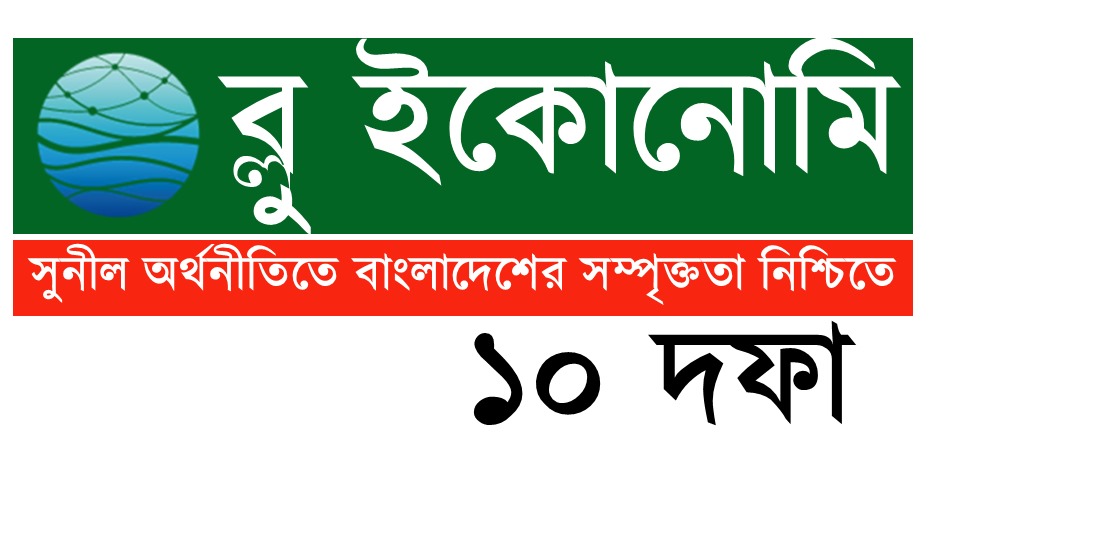 ব্লু ইকোনোমি
সুনীল অর্থনীতিতে বাংলাদেশের সম্পৃক্ততা নিশ্চিতে
১০ দফা